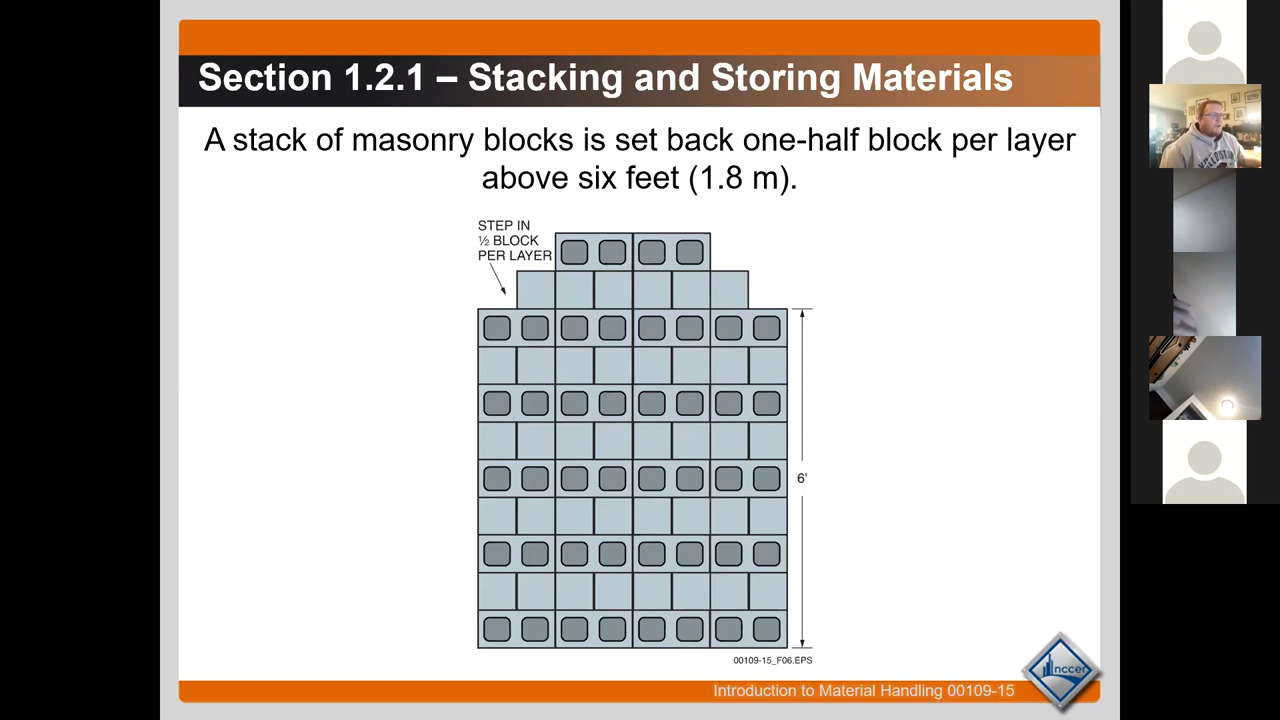 Section 1.2.1 – Stacking and Storing Materials
A stack of masonry blocks is set back one-half block per layer
above six feet (1.8 m).
STEP IN
½ BLOCK
PER LAYER
6'
00109-15_F06.EPS
nccer
Introduction to Material Handling 00109-15